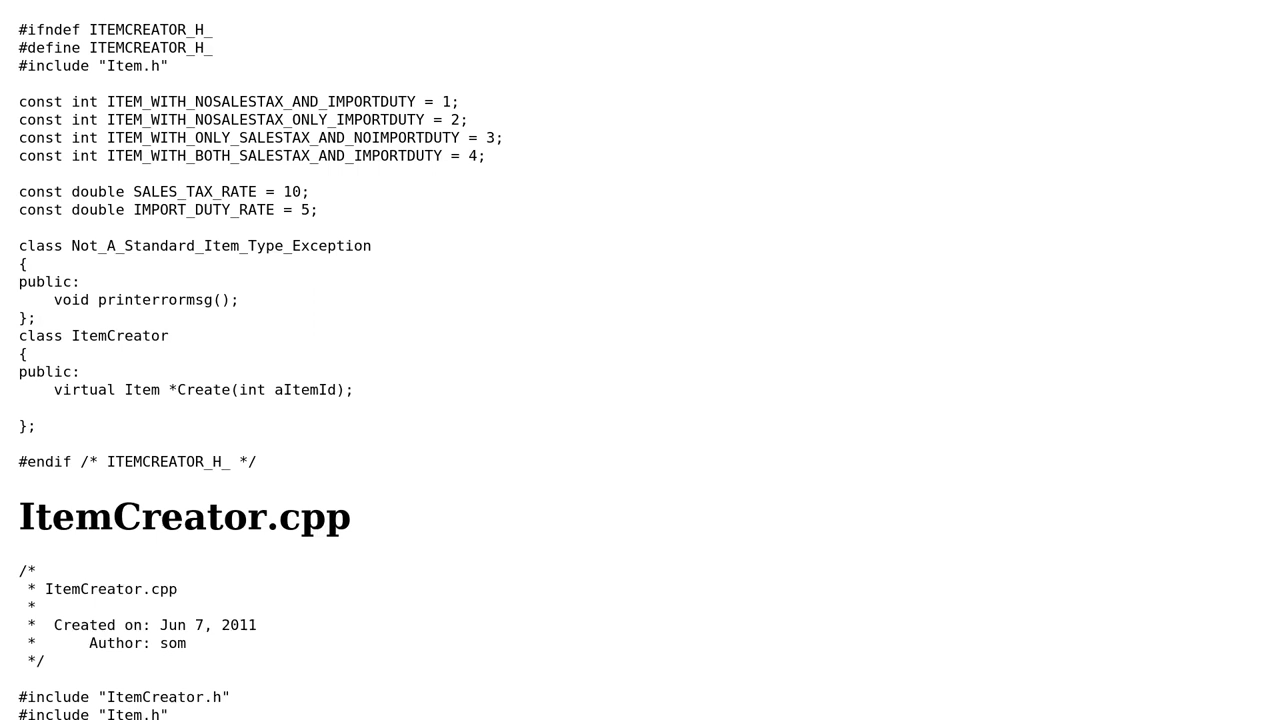 #ifndef ITEMCREATOR_H_
#define ITEMCREATOR_H_
#include "Item.h"

const int ITEM_WITH_NOSALESTAX_AND_IMPORTDUTY = 1;
const int ITEM_WITH_NOSALESTAX_ONLY_IMPORTDUTY = 2;
const int ITEM_WITH_ONLY_SALESTAX_AND_NOIMPORTDUTY = 3;
const int ITEM_WITH_BOTH_SALESTAX_AND_IMPORTDUTY = 4;

const double SALES_TAX_RATE = 10;
const double IMPORT_DUTY_RATE = 5;

class Not_A_Standard_Item_Type_Exception
{
public:
    void printerrormsg();
};
class ItemCreator
{
public:
    virtual Item *Create(int aItemId);

};

#endif /* ITEMCREATOR_H_ */

ItemCreator.cpp

/*
 * ItemCreator.cpp
 *
 *  Created on: Jun 7, 2011
 *      Author: som
 */

#include "ItemCreator.h"
#include "Item.h"